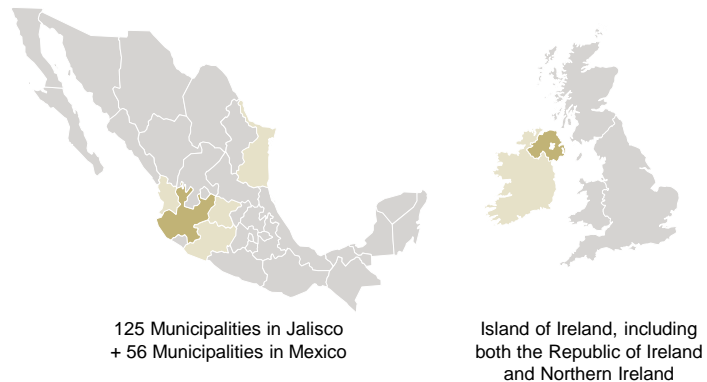 125 Municipalities in Jalisco
+ 56 Municipalities in Mexico
Island of Ireland, including
both the Republic of Ireland
and Northern Ireland